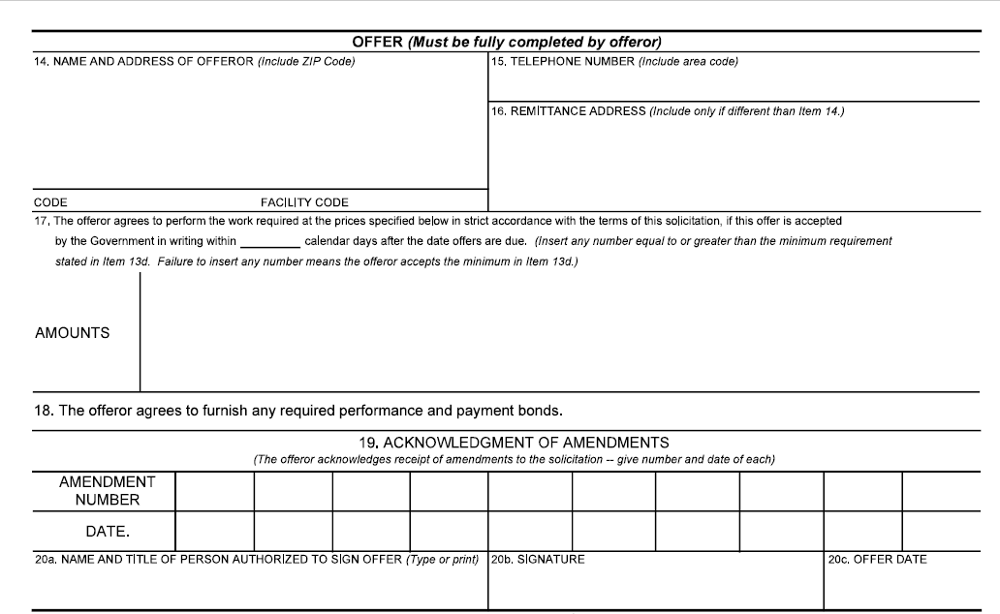 OFFER (Must be fully completed by offeror)
14. NAME AND ADDRESS OF OFFEROR (Include ZIP Code)
15. TELEPHONE NUMBER (Include area code)
16. REMITTANCE ADDRESS (Include only if different than Item 14.)
CODE
FACILITY CODE
17. The offeror agrees to perform the work required at the prices specified below in strict accordance with the terms of this solicitation, if this offer is accepted
by the Government in writing within ________ calendar days after the date offers are due. (Insert any number equal to or greater than the minimum requirement
stated in Item 13d. Failure to insert any number means the offeror accepts the minimum in Item 13d.)
AMOUNTS
18. The offeror agrees to furnish any required performance and payment bonds.
19. ACKNOWLEDGMENT OF AMENDMENTS
(The offeror acknowledges receipt of amendments to the solicitation -- give number and date of each)
AMENDMENT
NUMBER
DATE.
20a. NAME AND TITLE OF PERSON AUTHORIZED TO SIGN OFFER (Type or print)
20b. SIGNATURE
20c. OFFER DATE